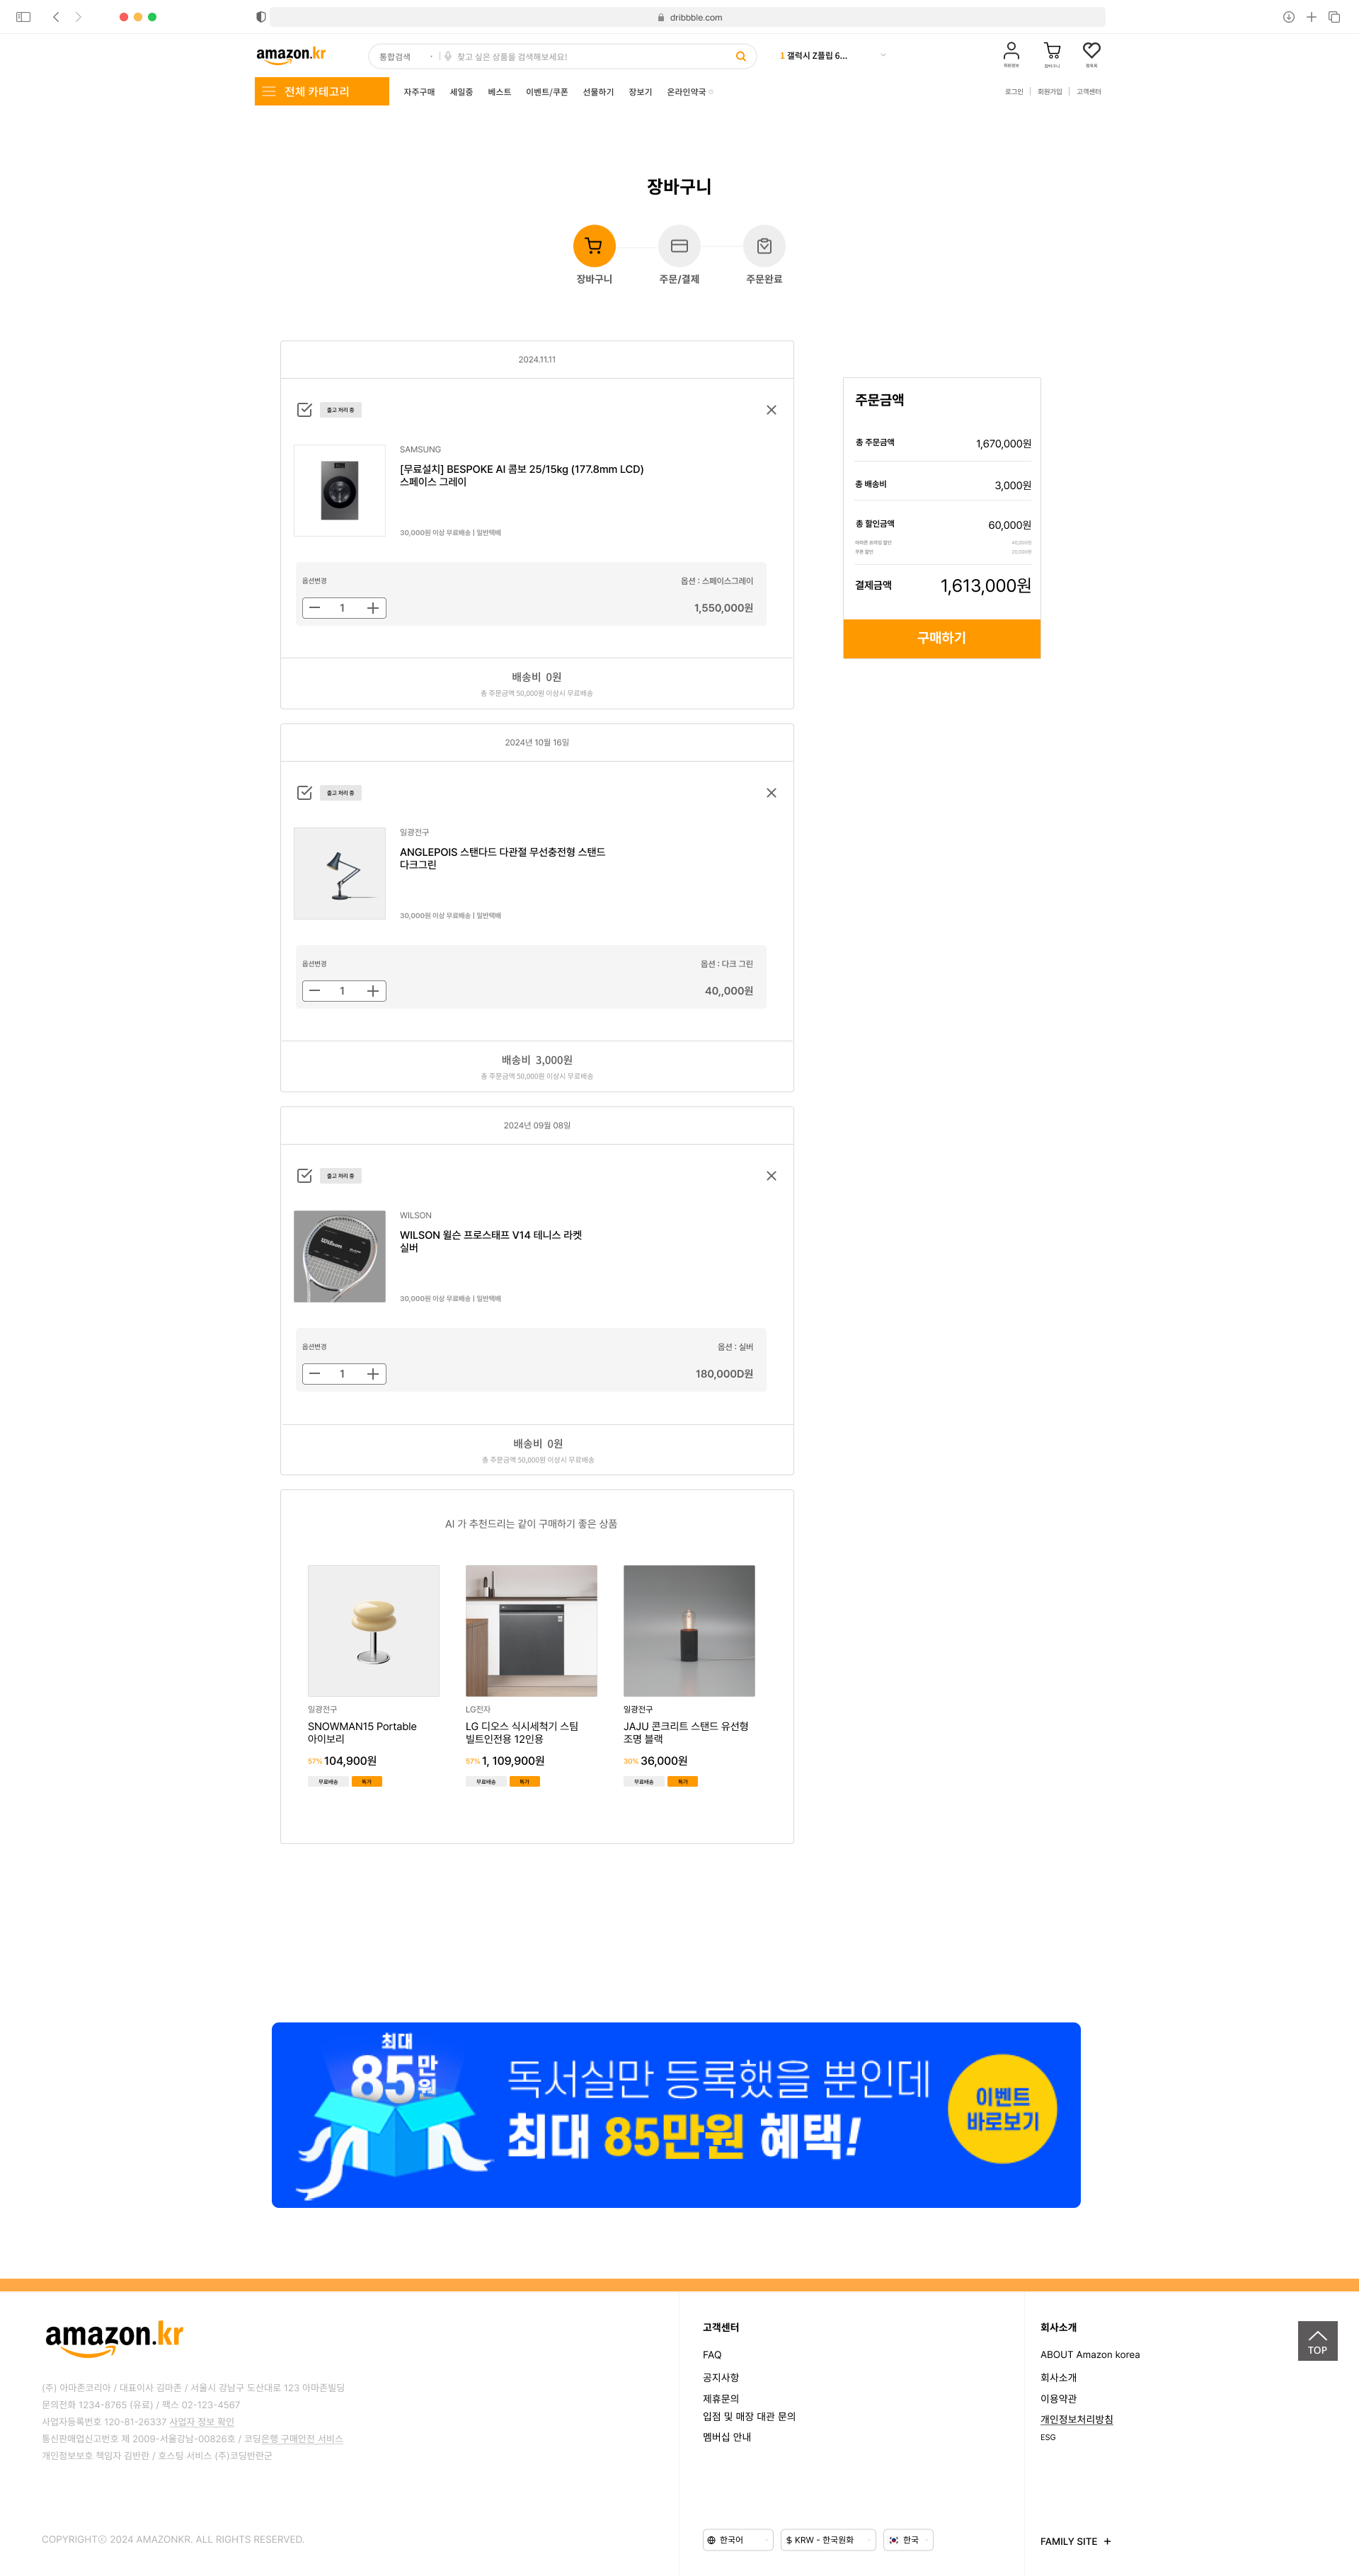 dribbble.com
amazon.kr
통합검색
찾고 싶은 상품을 검색해보세요!
1 갤럭시 Z플립 6...
회원정보
장바구니
찜목록
전체 카테고리
자주구매
세일중
베스트
이벤트/쿠폰
선물하기
장보기
온라인약국
로그인
회원가입
고객센터
장바구니
장바구니
주문/결제
주문완료
2024.11.11
출고 처리 중
SAMSUNG
[무료설치] BESPOKE AI 콤보 25/15kg (177.8mm LCD)
스페이스 그레이
30,000원 이상 무료배송 | 일반택배
옵션변경
옵션 : 스페이스그레이
1
1,550,000원
배송비 0원
총 주문금액 50,000원 이상시 무료배송
주문금액
총 주문금액
1,670,000원
총 배송비
3,000원
총 할인금액
60,000원
아마존 프라임 할인
40,000원
쿠폰 할인
20,000원
결제금액
1,613,000원
구매하기
2024년 10월 16일
출고 처리 중
일광전구
ANGLEPOIS 스탠다드 다관절 무선충전형 스탠드
다크그린
30,000원 이상 무료배송 | 일반택배
옵션변경
옵션 : 다크 그린
1
40,,000원
배송비 3,000원
총 주문금액 50,000원 이상시 무료배송
2024년 09월 08일
출고 처리 중
WILSON
WILSON 윌슨 프로스태프 V14 테니스 라켓
실버
30,000원 이상 무료배송 | 일반택배
Wilson
옵션변경
옵션 : 실버
1
180,000D원
배송비 0원
총 주문금액 50,000원 이상시 무료배송
AI 가 추천드리는 같이 구매하기 좋은 상품
일광전구
SNOWMAN15 Portable
아이보리
57% 104,900원
무료배송
특가
LG전자
LG 디오스 식시세척기 스팀
빌트인전용 12인용
57% 1, 109,900원
무료배송
특가
일광전구
JAJU 콘크리트 스탠드 유선형
조명 블랙
30% 36,000원
무료배송
특가
최대
85만원
독서실만 등록했을 뿐인데
최대 85만원 혜택!
이벤트
바로보기
amazon.kr
(주) 아마존코리아 / 대표이사 김마존 / 서울시 강남구 도산대로 123 아마존빌딩
문의전화 1234-8765 (유료) / 팩스 02-123-4567
사업자등록번호 120-81-26337 사업자 정보 확인
통신판매업신고번호 제 2009-서울강남-00826호 / 코딩은행 구매안전 서비스
개인정보보호 책임자 김반란 / 호스팅 서비스 (주)코딩반란군
COPYRIGHTⓒ 2024 AMAZONKR. ALL RIGHTS RESERVED.
고객센터
FAQ
공지사항
제휴문의
입점 및 매장 대관 문의
멤버십 안내
한국어
$ KRW - 한국원화
한국
회사소개
ABOUT Amazon korea
회사소개
이용약관
개인정보처리방침
ESG
FAMILY SITE +
TOP